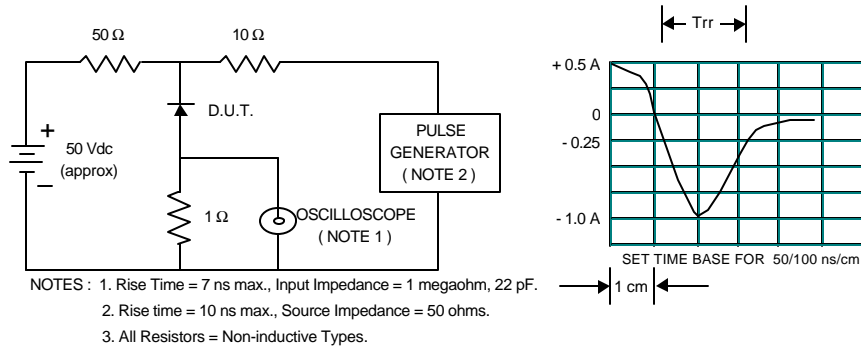 50 Ω
10 Ω
D.U.T.
+
50 Vdc
(approx)
1 Ω
OSCILLOSCOPE
( NOTE 1 )
PULSE
GENERATOR
( NOTE 2 )
Trr
+ 0.5 A
0
- 0.25
- 1.0 A
SET TIME BASE FOR 50/100 ns/cm
1 cm
NOTES : 1. Rise Time = 7 ns max., Input Impedance = 1 megaohm, 22 pF.
2. Rise time = 10 ns max., Source Impedance = 50 ohms.
3. All Resistors = Non-inductive Types.